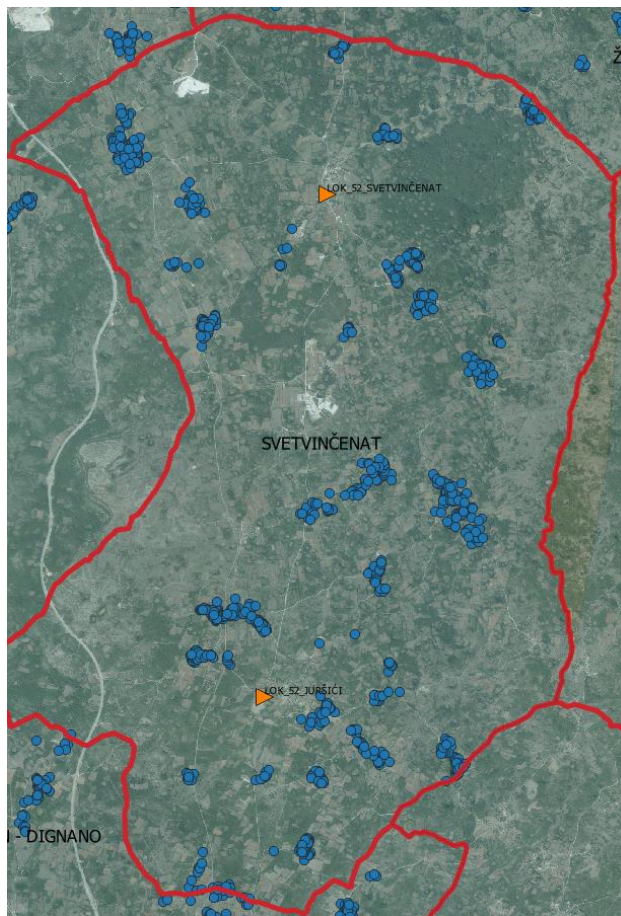 Ž
LOK_52_SVETVINČENAT
SVETVINČENAT
LOK_52_JURŠIĆI
- DIGNANO